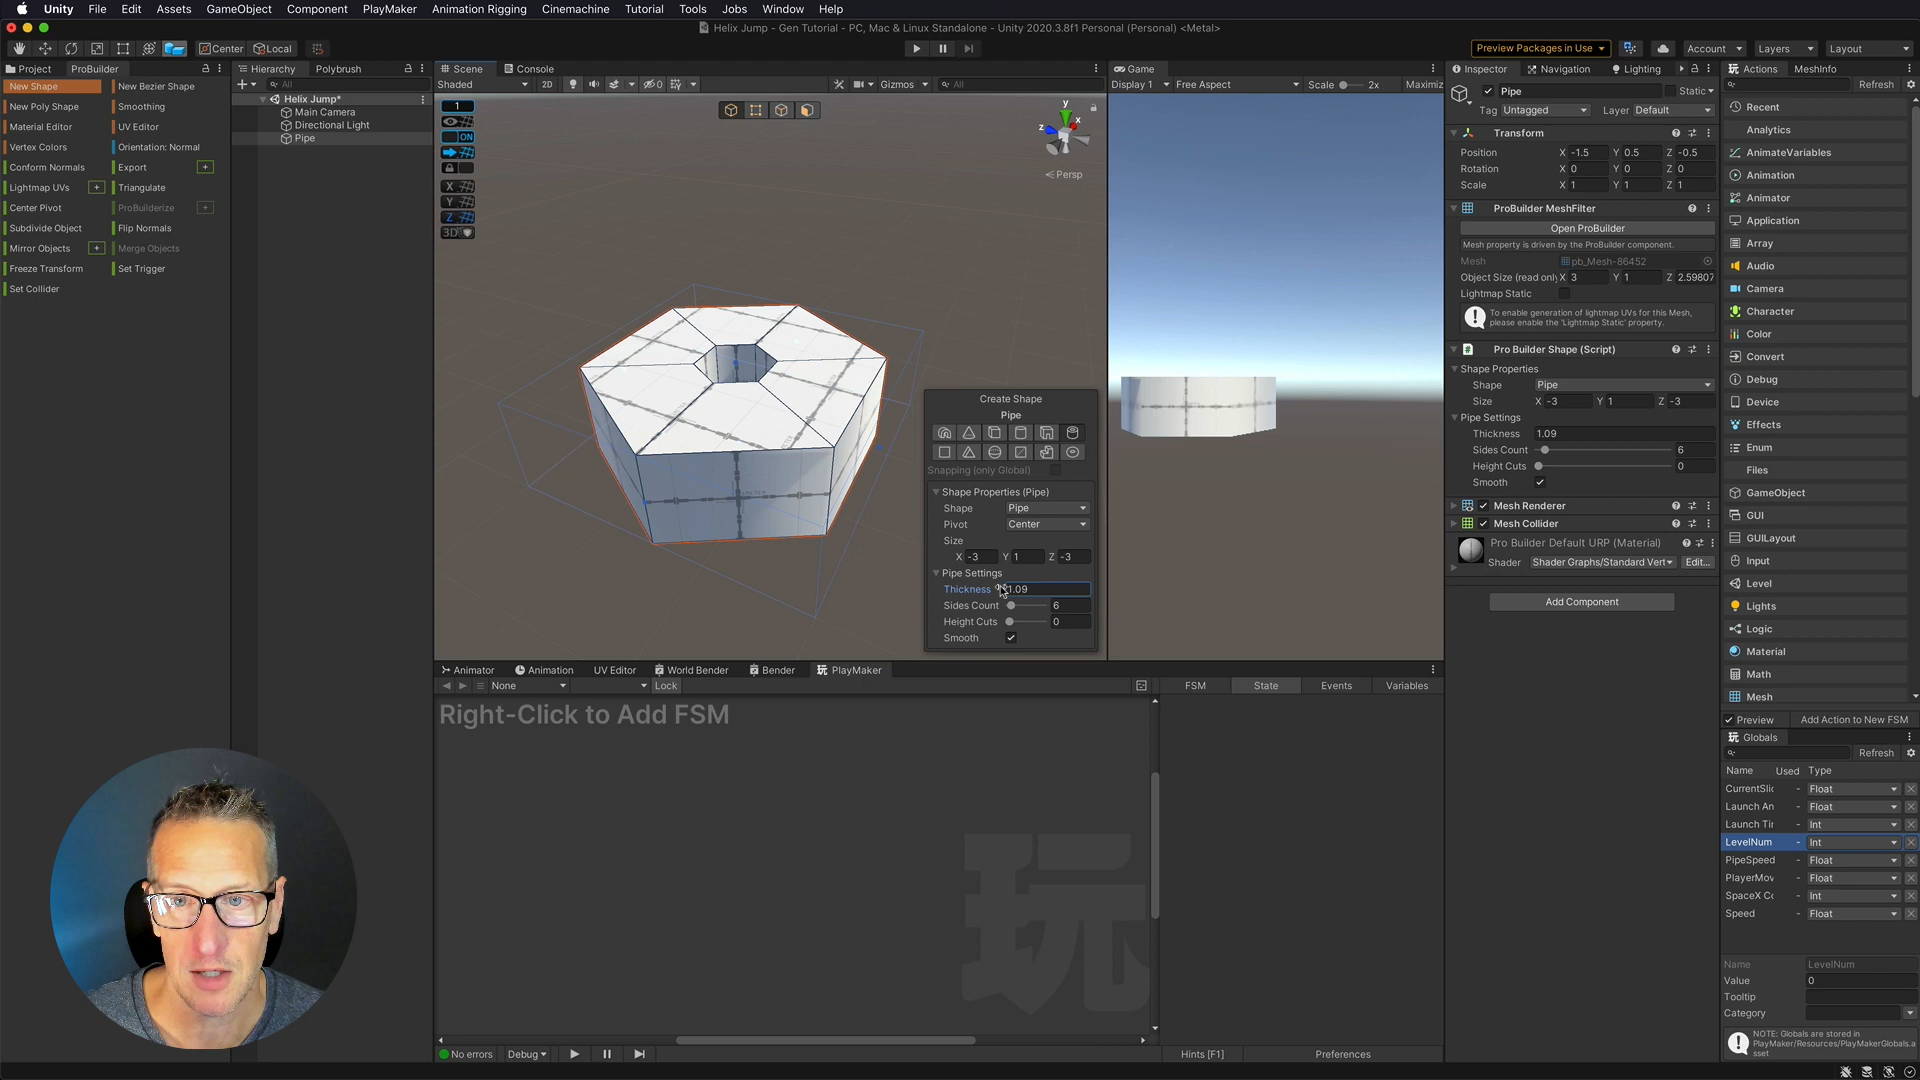 Unity File Edit Assets GameObject Component PlayMaker Animation Rigging Cinemachine Tutorial Tools Jobs Window Help
Helix Jump - Gen Tutorial - PC, Mac & Linux Standalone - Unity 2020.3.8f1 Personal (Personal) <Metal>
Center Local Preview Packages in Use Account Layers Layout
Project ProBuilder
New Shape New Bezier Shape
New Poly Shape Smoothing
Material Editor UV Editor
Vertex Colors Orientation: Normal
Conform Normals Export +
Lightmap UVs + Triangulate
Center Pivot ProBuilderize +
Subdivide Object Flip Normals
Mirror Objects + Merge Objects
Freeze Transform Set Trigger
Set Collider
Hierarchy Polybrush
All
Helix Jump*
Main Camera
Directional Light
Pipe
Scene Console
Shaded 2D 0 Gizmos All
1
ON
X
Y
Z
3D
y
x
z
Persp
Create Shape
Pipe
Snapping (only Global)
Shape Properties (Pipe)
Shape Pipe
Pivot Center
Size
X -3 Y 1 Z -3
Pipe Settings
Thickness 1.09
Sides Count 6
Height Cuts 0
Smooth
Game
Display 1 Free Aspect Scale 2x Maximiz
Inspector Navigation Lighting
Pipe Static
Tag Untagged Layer Default
Transform
Position X -1.5 Y 0.5 Z -0.5
Rotation X 0 Y 0 Z 0
Scale X 1 Y 1 Z 1
ProBuilder MeshFilter
Open ProBuilder
Mesh property is driven by the ProBuilder component.
Mesh pb_Mesh-86452
Object Size (read only X 3 Y 1 Z 2.59807
Lightmap Static
To enable generation of lightmap UVs for this Mesh,
please enable the 'Lightmap Static' property.
Pro Builder Shape (Script)
Shape Properties
Shape Pipe
Size X -3 Y 1 Z -3
Pipe Settings
Thickness 1.09
Sides Count 6
Height Cuts 0
Smooth
Mesh Renderer
Mesh Collider
Pro Builder Default URP (Material)
Shader Shader Graphs/Standard Vert Edit...
Add Component
Actions MeshInfo
Refresh
Recent
Analytics
AnimateVariables
Animation
Animator
Application
Array
Audio
Camera
Character
Color
Convert
Debug
Device
Effects
Enum
Files
GameObject
GUI
GUILayout
Input
Level
Lights
Logic
Material
Math
Mesh
Preview Add Action to New FSM
Globals
Refresh
Name Used Type
CurrentSlic - Float
Launch An - Float
Launch Tir - Int
LevelNum - Int
PipeSpeed - Float
PlayerMov - Float
SpaceX Cc - Int
Speed - Float
Name LevelNum
Value 0
Tooltip
Category
NOTE: Globals are stored in
PlayMaker/Resources/PlayMakerGlobals.a
sset
Animator Animation UV Editor World Bender Bender PlayMaker
None Lock FSM State Events Variables
Right-Click to Add FSM
玩
No errors Debug Hints [F1] Preferences